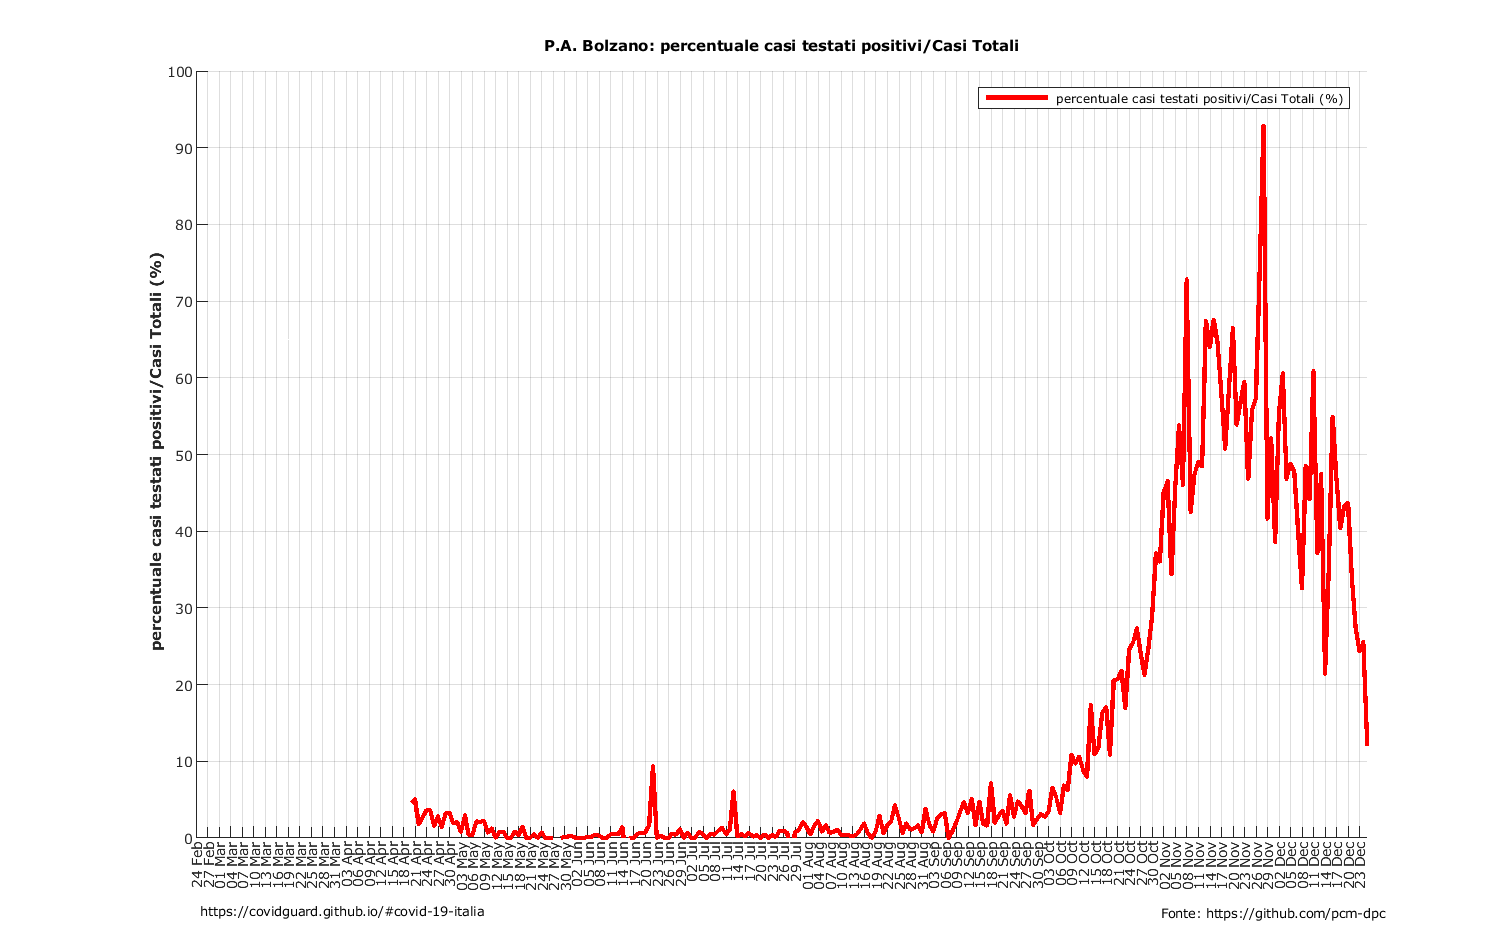 P.A. Bolzano: percentuale casi testati positivi/Casi Totali
percentuale casi testati positivi/Casi Totali (%)
percentuale casi testati positivi/Casi Totali (%)
100
90
80
70
60
50
40
30
20
10
0
24 Feb
27 Feb
01 Mar
04 Mar
07 Mar
10 Mar
13 Mar
16 Mar
19 Mar
22 Mar
25 Mar
28 Mar
31 Mar
03 Apr
06 Apr
09 Apr
12 Apr
15 Apr
18 Apr
21 Apr
24 Apr
27 Apr
30 Apr
03 May
06 May
09 May
12 May
15 May
18 May
21 May
24 May
27 May
30 May
02 Jun
05 Jun
08 Jun
11 Jun
14 Jun
17 Jun
20 Jun
23 Jun
26 Jun
29 Jun
02 Jul
05 Jul
08 Jul
11 Jul
14 Jul
17 Jul
20 Jul
23 Jul
26 Jul
29 Jul
01 Aug
04 Aug
07 Aug
10 Aug
13 Aug
16 Aug
19 Aug
22 Aug
25 Aug
28 Aug
31 Aug
03 Sep
06 Sep
09 Sep
12 Sep
15 Sep
18 Sep
21 Sep
24 Sep
27 Sep
30 Sep
03 Oct
06 Oct
09 Oct
12 Oct
15 Oct
18 Oct
21 Oct
24 Oct
27 Oct
30 Oct
02 Nov
05 Nov
08 Nov
11 Nov
14 Nov
17 Nov
20 Nov
23 Nov
26 Nov
29 Nov
02 Dec
05 Dec
08 Dec
11 Dec
14 Dec
17 Dec
20 Dec
23 Dec
https://covidguard.github.io/#covid-19-italia
Fonte: https://github.com/pcm-dpc